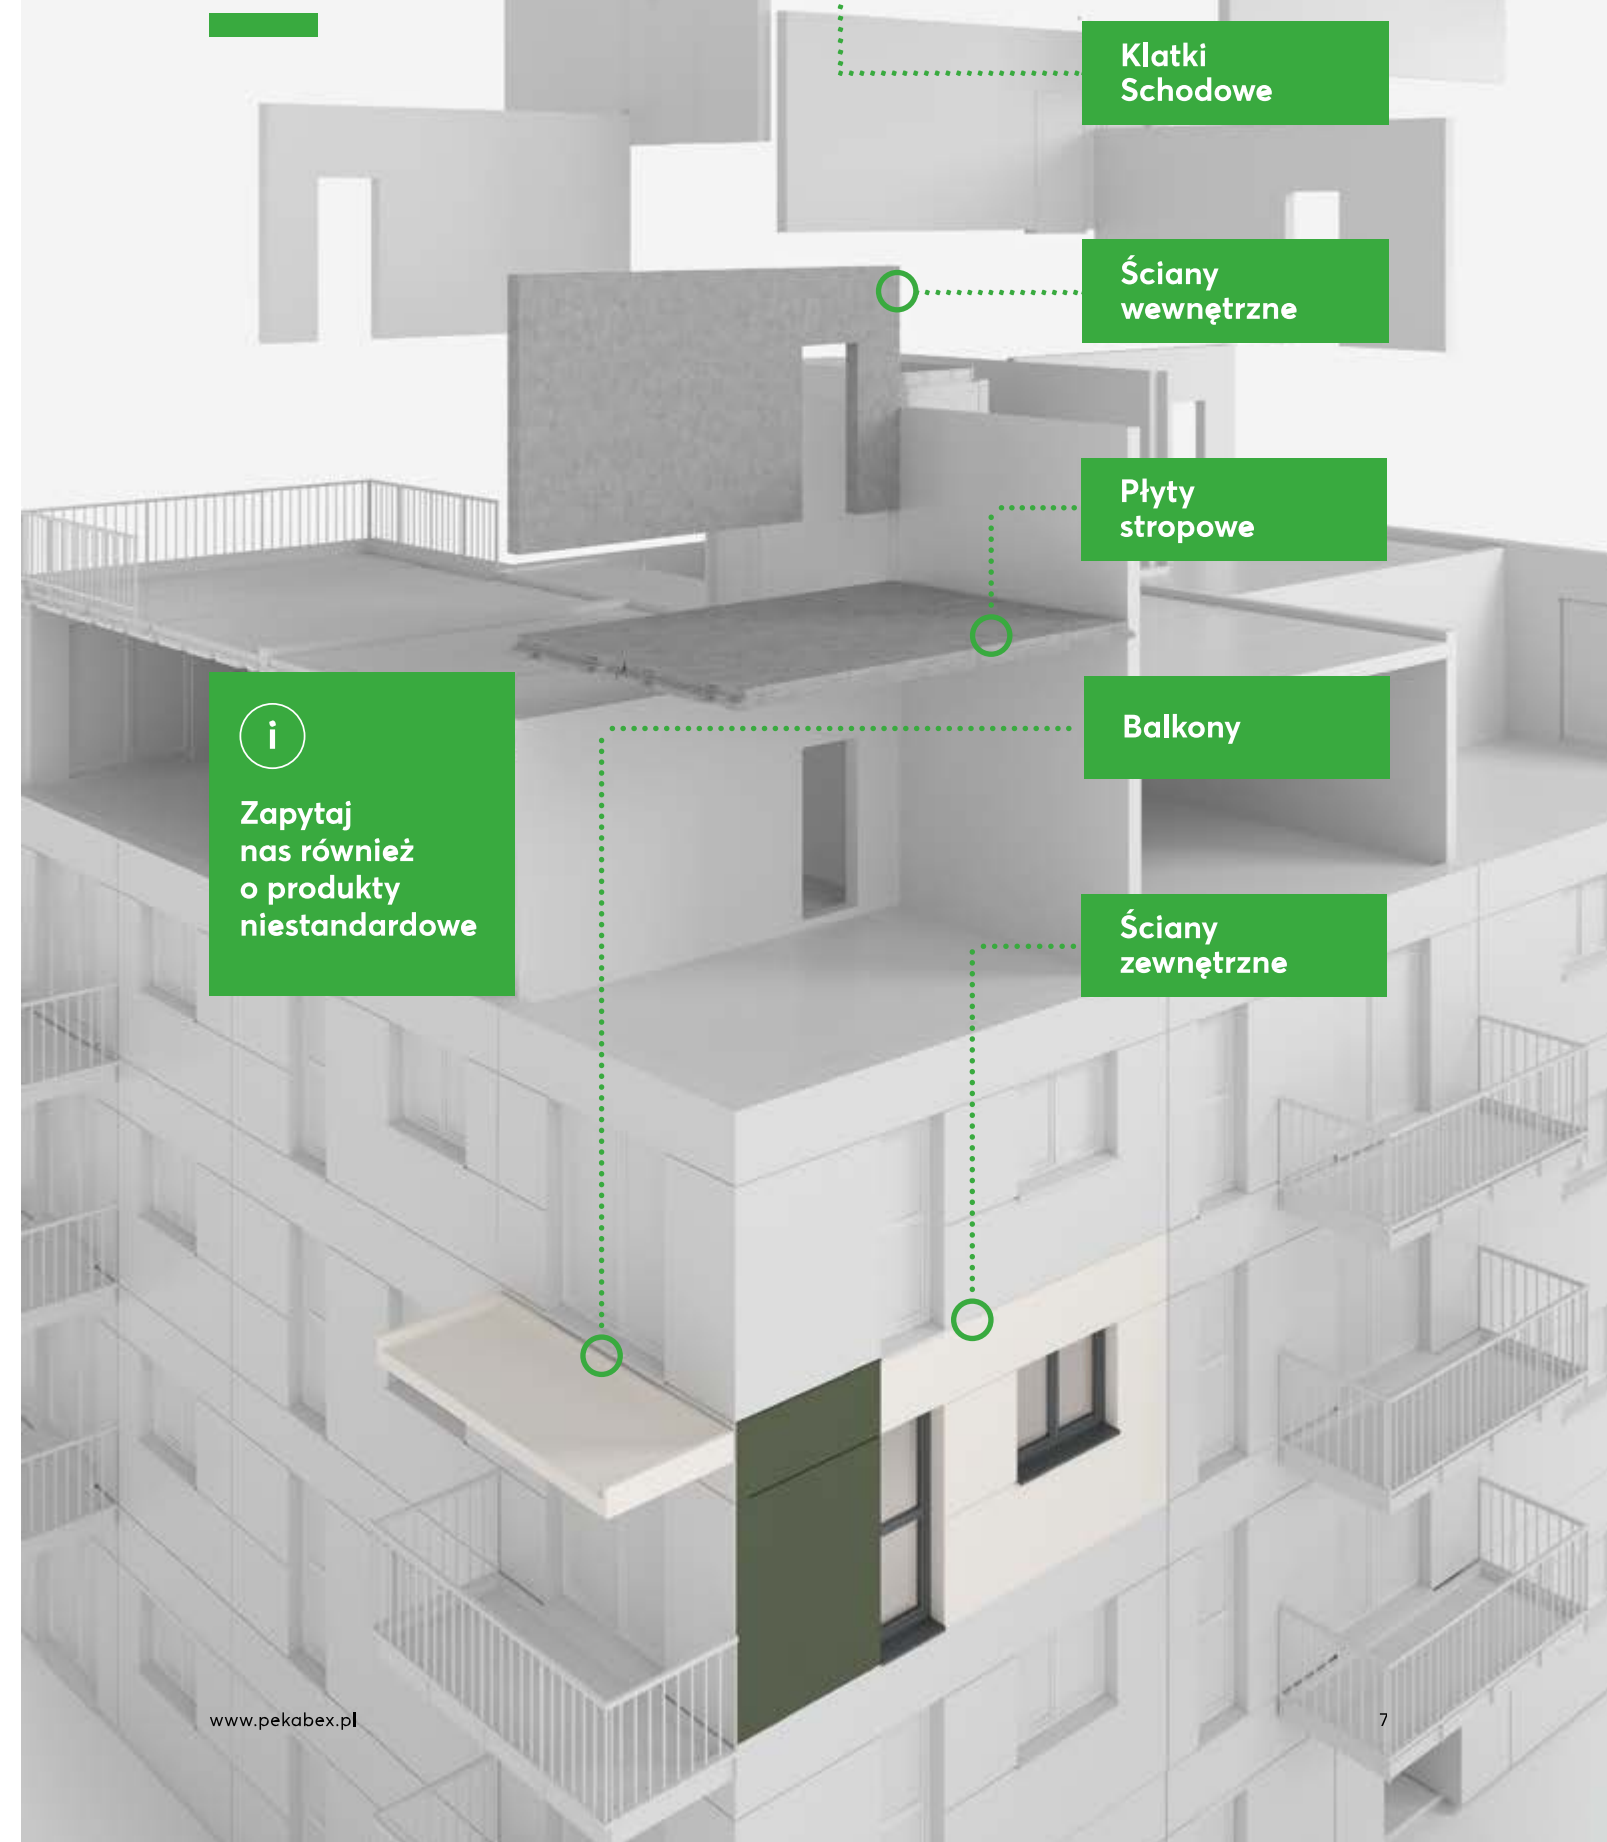 Klatki
Schodowe
Ściany
wewnętrzne
Płyty
stropowe
Balkony
i
Zapytaj
nas również
o produkty
niestandardowe
Ściany
zewnętrzne
www.pekabex.pl
7